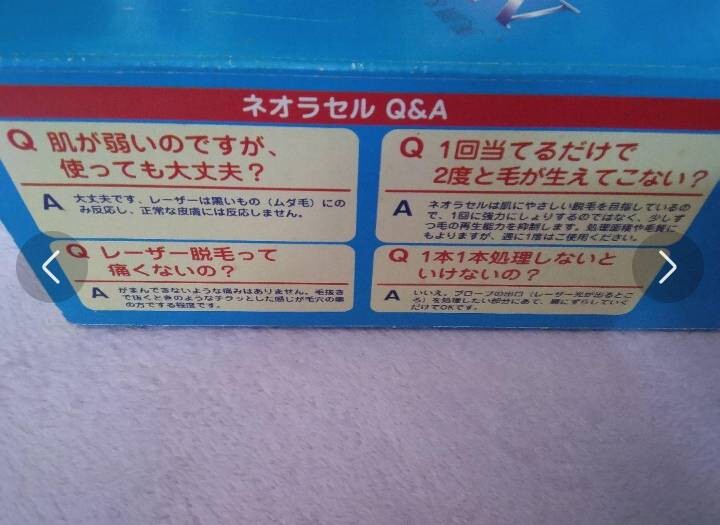 ネオラセル Q&A
Q 肌が弱いのですが、
使っても大丈夫？
A 大丈夫です、レーザーは黒いもの（ムダ毛）にの
み反応し、正常な皮膚には反応しません。
Q 1回当てるだけで
2度と毛が生えてこない？
A ネオラセルは肌にやさしい脱毛を目指しているの
で、1回に強力にしょりするのではなく、少しず
つ毛の再生能力を抑制します。処理面積や毛質に
もよりますが、週に1度はご使用ください。
Q レーザー脱毛って
痛くないの？
A がまんできないような痛みはありません。毛抜き
で抜くときのようなチクッとした感じが毛穴の奥
の方でする程度です。
Q 1本1本処理しないと
いけないの？
A いいえ。プローブの出口（レーザー光が出るとこ
ろ）を処理したい部分にあて、順にずらしていく
だけでOKです。